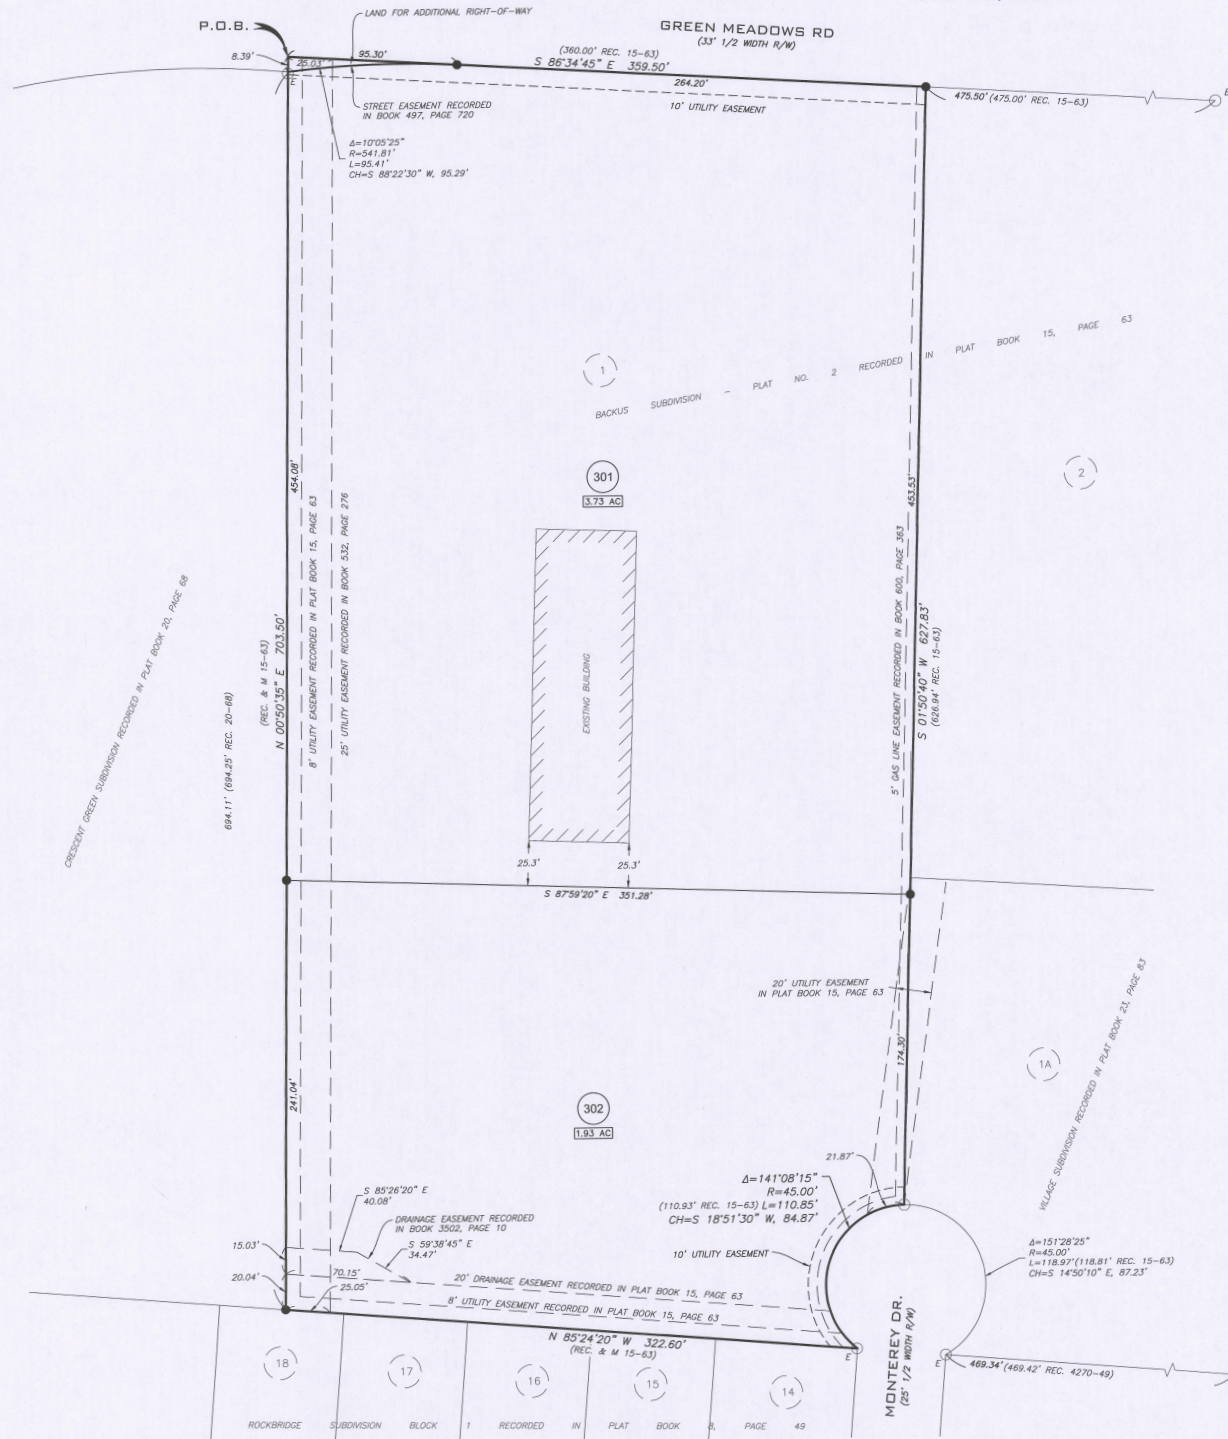 LAND FOR ADDITIONAL RIGHT-OF-WAY
P.O.B.
GREEN MEADOWS RD
(33' 1/2 WIDTH R/W)
8.39'
25.03'
95.30'
(360.00' REC. 15-63)
S 86°34'45" E 359.50'
264.20'
E
STREET EASEMENT RECORDED
IN BOOK 497, PAGE 720
10' UTILITY EASEMENT
475.50' (475.00' REC. 15-63)
Δ=10°05'25"
R=541.81'
L=95.41'
CH=S 88°22'30" W, 95.29'
1
BACKUS SUBDIVISION - PLAT NO. 2 RECORDED IN PLAT BOOK 15, PAGE 63
2
301
3.73 AC
454.08'
453.53'
8' UTILITY EASEMENT RECORDED IN PLAT BOOK 15, PAGE 63
25' UTILITY EASEMENT RECORDED IN BOOK 532, PAGE 276
5' GAS LINE EASEMENT RECORDED IN BOOK 600, PAGE 363
CRESCENT GREEN SUBDIVISION RECORDED IN PLAT BOOK 20, PAGE 68
694.11' (694.25' REC. 20-68)
(REC. & M 15-63)
N 00°50'35" E 703.50'
EXISTING BUILDING
S 01°50'40" W 627.83'
(626.94' REC. 15-63)
25.3'
25.3'
S 87°59'20" E 351.28'
20' UTILITY EASEMENT
IN PLAT BOOK 15, PAGE 63
174.30'
1A
VILLAGE SUBDIVISION RECORDED IN PLAT BOOK 23, PAGE 83
241.04'
302
1.93 AC
21.87'
Δ=141°08'15"
R=45.00'
(110.93' REC. 15-63) L=110.85'
CH=S 18°51'30" W, 84.87'
S 85°26'20" E
40.08'
DRAINAGE EASEMENT RECORDED
IN BOOK 3502, PAGE 10
S 59°38'45" E
34.47'
15.03'
20.04'
70.15'
25.05'
10' UTILITY EASEMENT
Δ=151°28'25"
R=45.00'
L=118.97'(118.81' REC. 15-63)
CH=S 14°50'10" E, 87.23'
20' DRAINAGE EASEMENT RECORDED IN PLAT BOOK 15, PAGE 63
8' UTILITY EASEMENT RECORDED IN PLAT BOOK 15, PAGE 63
N 85°24'20" W 322.60'
(REC. & M 15-63)
E
E
MONTEREY DR.
(25' 1/2 WIDTH R/W)
469.34' (469.42' REC. 4270-49)
18
17
16
15
14
ROCKBRIDGE SUBDIVISION BLOCK 1 RECORDED IN PLAT BOOK 8, PAGE 49